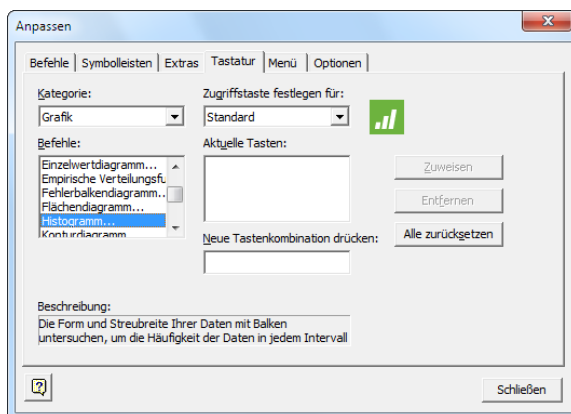 Anpassen
Befehle Symbolleisten Extras Tastatur Menü Optionen
Kategorie:
Grafik
Zugriffstaste festlegen für:
Standard
Befehle:
Einzelwertdiagramm...
Empirische Verteilungsfu
Fehlerbalkendiagramm..
Flächendiagramm...
Histogramm...
Konturdiagramm
Aktuelle Tasten:
Zuweisen
Entfernen
Alle zurücksetzen
Neue Tastenkombination drücken:
Beschreibung:
Die Form und Streubreite Ihrer Daten mit Balken
untersuchen, um die Häufigkeit der Daten in jedem Intervall
Schließen